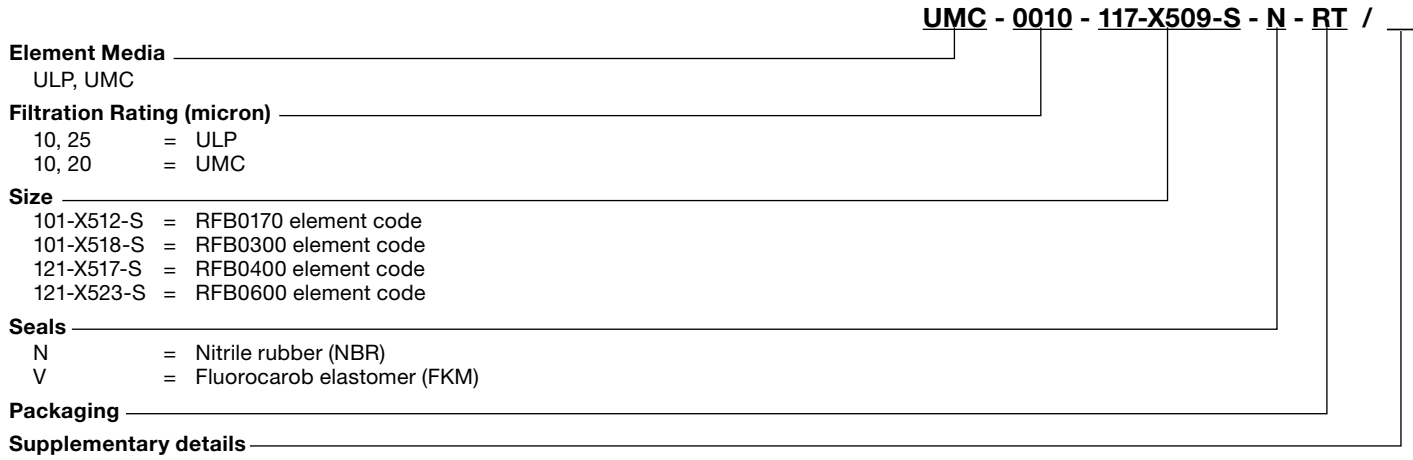 UMC - 0010 - 117-X509-S - N - RT / __
Element Media
ULP, UMC
Filtration Rating (micron)
10, 25 = ULP
10, 20 = UMC
Size
101-X512-S = RFB0170 element code
101-X518-S = RFB0300 element code
121-X517-S = RFB0400 element code
121-X523-S = RFB0600 element code
Seals
N = Nitrile rubber (NBR)
V = Fluorocarob elastomer (FKM)
Packaging
Supplementary details